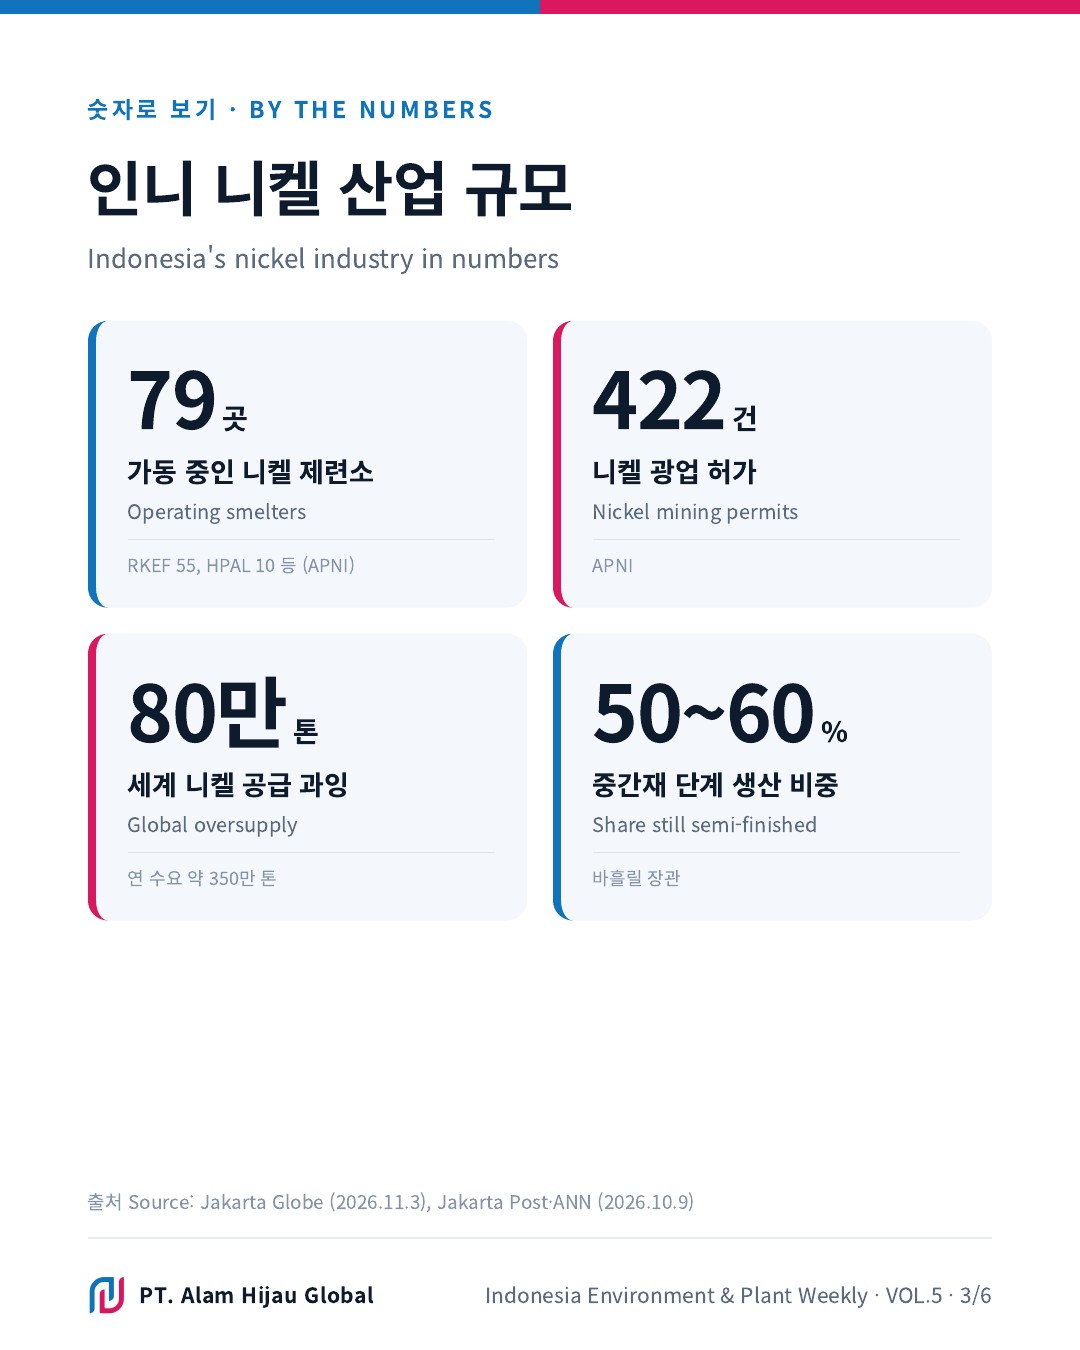 숫자로 보기 · BY THE NUMBERS
인니 니켈 산업 규모
Indonesia's nickel industry in numbers
79곳
가동 중인 니켈 제련소
Operating smelters
RKEF 55, HPAL 10 등 (APNI)
422건
니켈 광업 허가
Nickel mining permits
APNI
80만톤
세계 니켈 공급 과잉
Global oversupply
연 수요 약 350만 톤
50~60%
중간재 단계 생산 비중
Share still semi-finished
바흘릴 장관
출처 Source: Jakarta Globe (2026.11.3), Jakarta Post·ANN (2026.10.9)
PT. Alam Hijau Global
Indonesia Environment & Plant Weekly · VOL.5 · 3/6